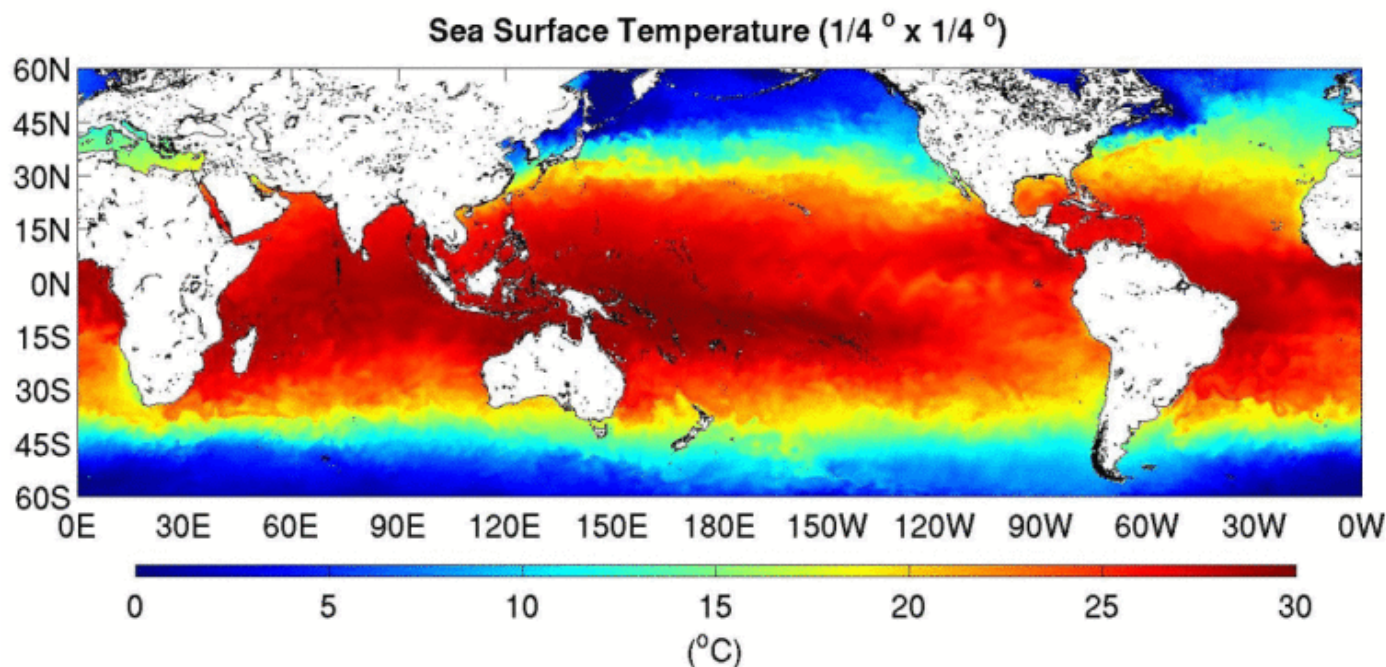 Sea Surface Temperature (1/4 ° x 1/4 °)
60N
45N
30N
15N
0N
15S
30S
45S
60S
0E 30E 60E 90E 120E 150E 180E 150W 120W 90W 60W 30W 0W
0 5 10 15 20 25 30
(°C)